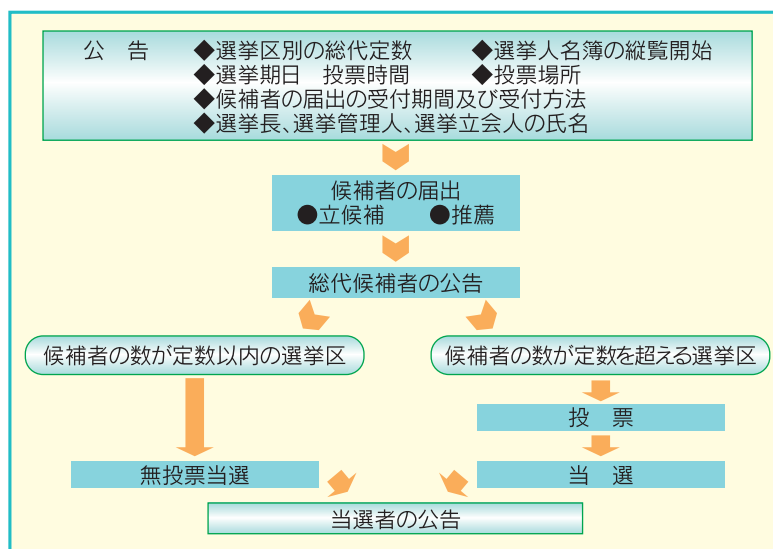 公　告　◆選挙区別の総代定数　◆選挙人名簿の縦覧開始
◆選挙期日　投票時間　◆投票場所
◆候補者の届出の受付期間及び受付方法
◆選挙長、選挙管理人、選挙立会人の氏名
候補者の届出
●立候補　●推薦
総代候補者の公告
候補者の数が定数以内の選挙区
候補者の数が定数を超える選挙区
投　票
無投票当選
当　選
当選者の公告